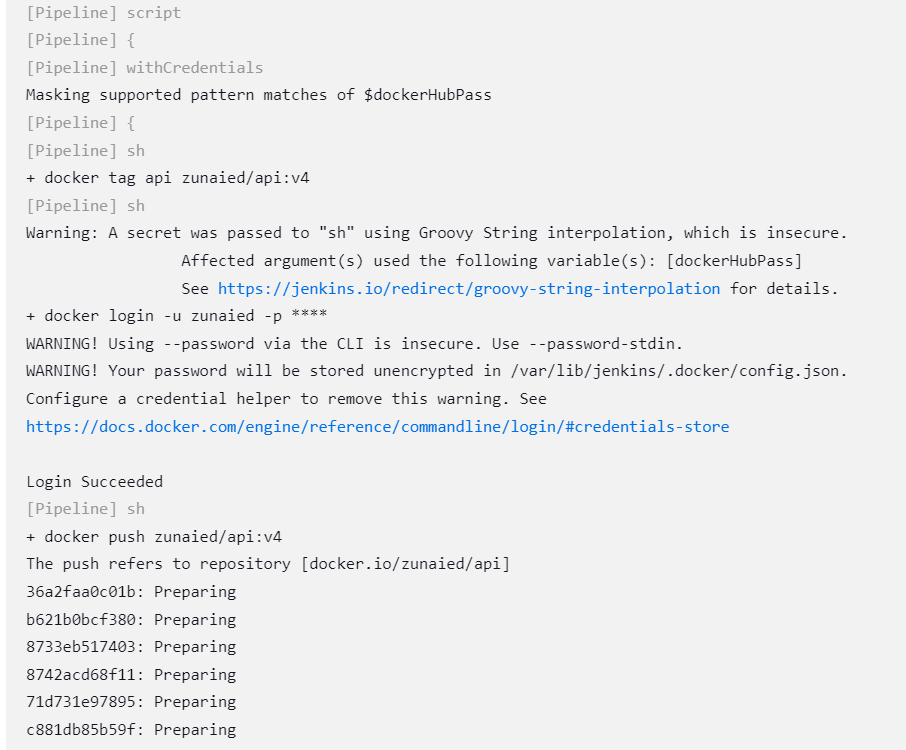 [Pipeline] script
[Pipeline] {
[Pipeline] withCredentials
Masking supported pattern matches of $dockerHubPass
[Pipeline] {
[Pipeline] sh
+ docker tag api zunaied/api:v4
[Pipeline] sh
Warning: A secret was passed to "sh" using Groovy String interpolation, which is insecure.
Affected argument(s) used the following variable(s): [dockerHubPass]
See https://jenkins.io/redirect/groovy-string-interpolation for details.
+ docker login -u zunaied -p ****
WARNING! Using --password via the CLI is insecure. Use --password-stdin.
WARNING! Your password will be stored unencrypted in /var/lib/jenkins/.docker/config.json.
Configure a credential helper to remove this warning. See
https://docs.docker.com/engine/reference/commandline/login/#credentials-store
Login Succeeded
[Pipeline] sh
+ docker push zunaied/api:v4
The push refers to repository [docker.io/zunaied/api]
36a2faa0c01b: Preparing
b621b0bcf380: Preparing
8733eb517403: Preparing
8742acd68f11: Preparing
71d731e97895: Preparing
c881db85b59f: Preparing